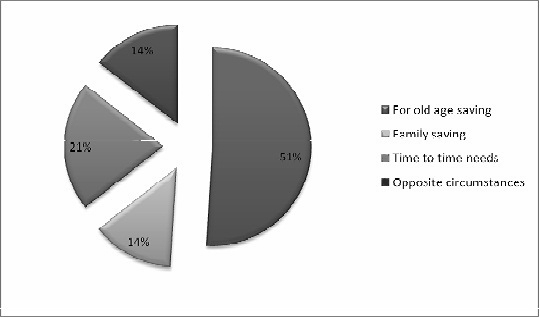 14%
21%
51%
14%
For old age saving
Family saving
Time to time needs
Opposite circumstances